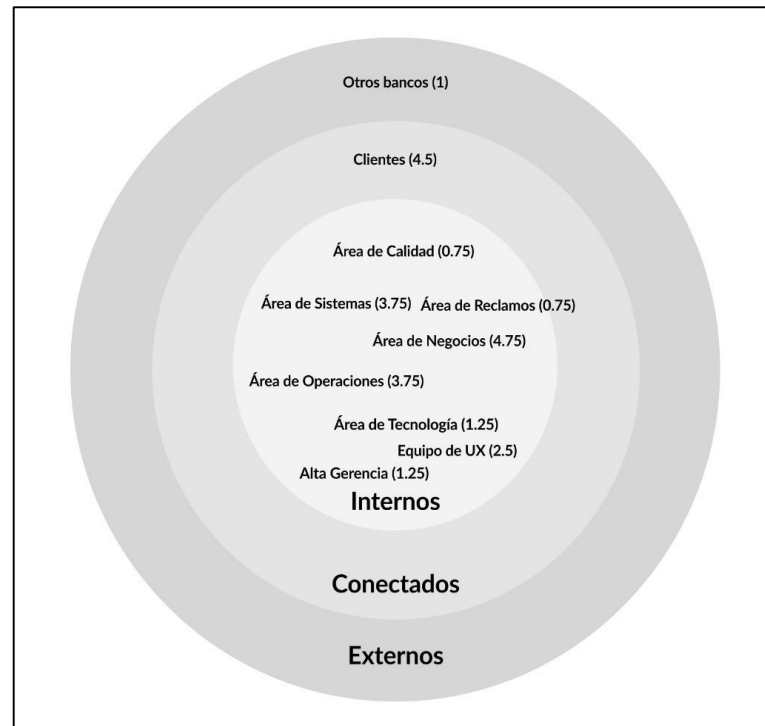 Otros bancos (1)
Clientes (4.5)
Área de Calidad (0.75)
Área de Sistemas (3.75)
Área de Reclamos (0.75)
Área de Negocios (4.75)
Área de Operaciones (3.75)
Área de Tecnología (1.25)
Equipo de UX (2.5)
Alta Gerencia (1.25)
Internos
Conectados
Externos